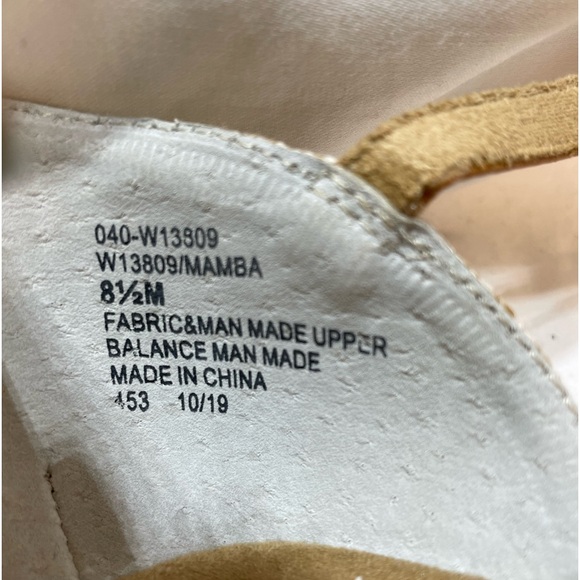 040-W13809
W13809/MAMBA
8½M
FABRIC&MAN MADE UPPER
BALANCE MAN MADE
MADE IN CHINA
453 10/19